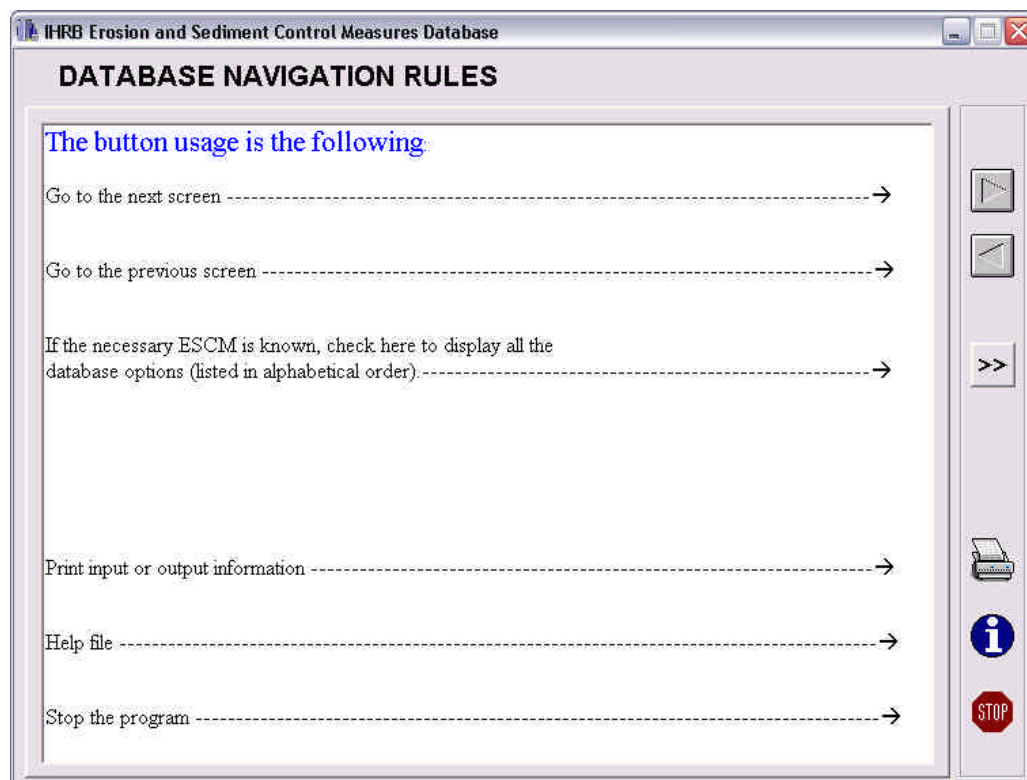 IHRB Erosion and Sediment Control Measures Database
DATABASE NAVIGATION RULES
The button usage is the following:
Go to the next screen ----------------------------------------------------------------------→
Go to the previous screen ------------------------------------------------------------------→
If the necessary ESCM is known, check here to display all the
database options (listed in alphabetical order).-------------------------------------------------→
>>
Print input or output information -------------------------------------------------------------→
Help file -----------------------------------------------------------------------------------→
Stop the program ---------------------------------------------------------------------------→
i
STOP